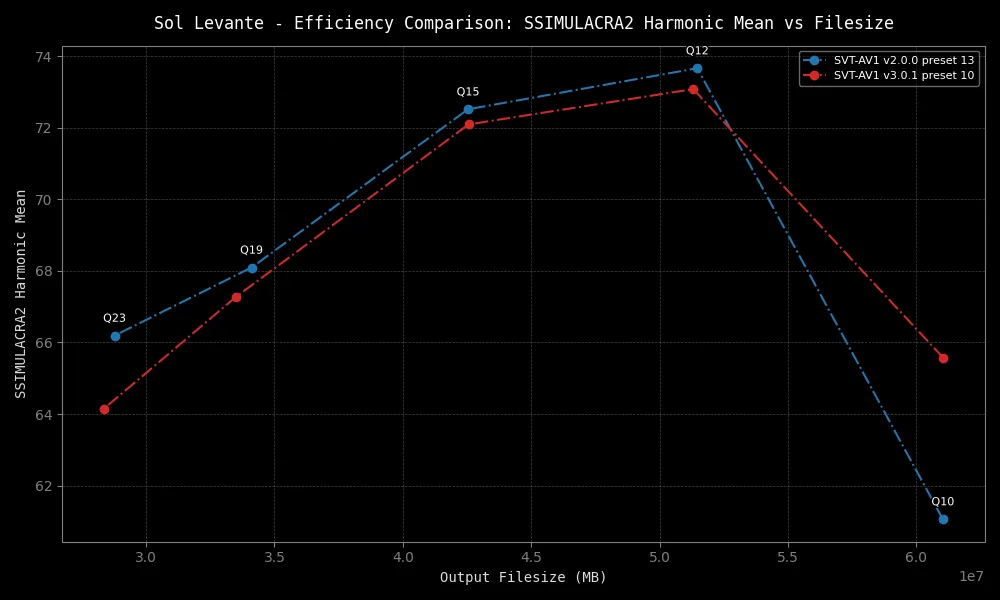 Sol Levante - Efficiency Comparison: SSIMULACRA2 Harmonic Mean vs Filesize
SVT-AV1 v2.0.0 preset 13
SVT-AV1 v3.0.1 preset 10
SSIMULACRA2 Harmonic Mean
74
72
70
68
66
64
62
Q23
Q19
Q15
Q12
Q10
3.0
3.5
4.0
4.5
5.0
5.5
6.0
1e7
Output Filesize (MB)